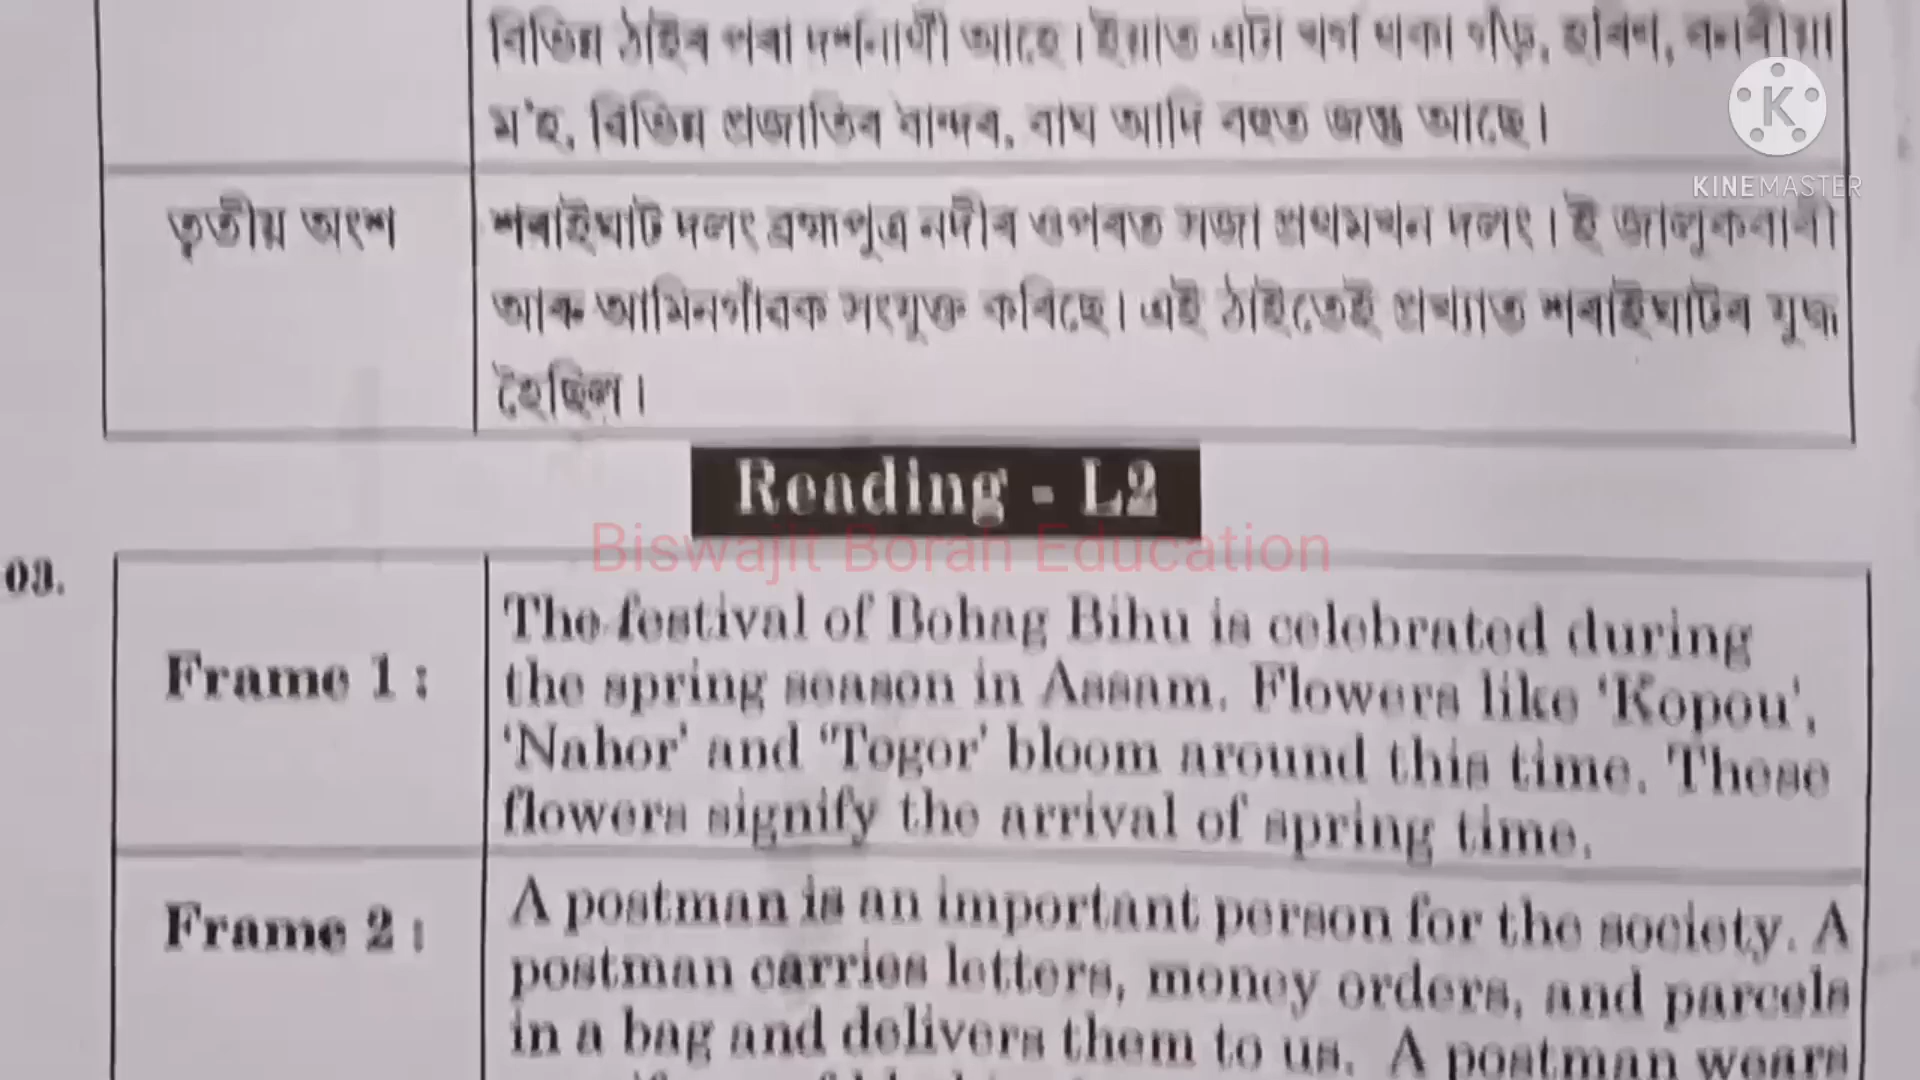 বিভিন্ন ঠাইৰ পৰা দৰ্শনাৰ্থী আহে। ইয়াত এটা খৰ্গ থকা গঁড়, হৰিণ, বনৰীয়া
ম'হ, বিভিন্ন প্ৰজাতিৰ বান্দৰ, বাঘ আদি বহুত জন্তু আছে।
K
KINEMASTER
তৃতীয় অংশ
শৰাইঘাট দলং ব্ৰহ্মপুত্ৰ নদীৰ ওপৰত সজা প্ৰথমখন দলং। ই জালুকবাৰী
আৰু আমিনগাঁৱক সংযুক্ত কৰিছে। এই ঠাইতেই প্ৰখ্যাত শৰাইঘাটৰ যুদ্ধ
হৈছিল।
Reading - L2
Biswajit Borah Education
03.
Frame 1 :
The festival of Bohag Bihu is celebrated during
the spring season in Assam. Flowers like ‘Kopou’,
‘Nahor’ and ‘Togor’ bloom around this time. These
flowers signify the arrival of spring time.
Frame 2 :
A postman is an important person for the society. A
postman carries letters, money orders, and parcels
in a bag and delivers them to us. A postman wears